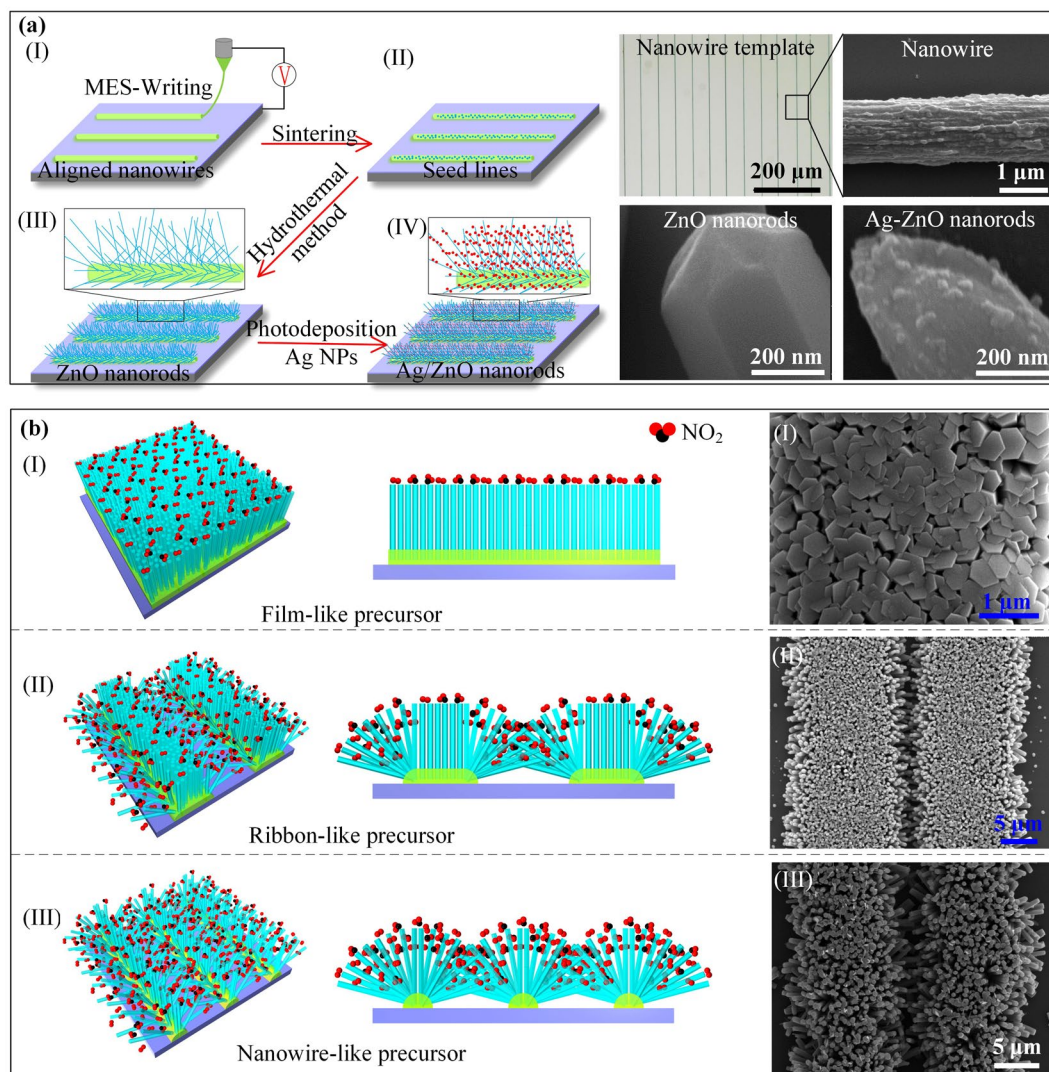 (a)
(I)
MES-Writing
V
Aligned nanowires
Sintering
(II)
Seed lines
Hydrothermal
method
(III)
ZnO nanorods
Photodeposition
Ag NPs
(IV)
Ag/ZnO nanorods
Nanowire template
200 μm
Nanowire
1 μm
ZnO nanorods
200 nm
Ag-ZnO nanorods
200 nm
(b)
NO₂
(I)
Film-like precursor
(I)
1 μm
(II)
Ribbon-like precursor
(II)
5 μm
(III)
Nanowire-like precursor
(III)
5 μm